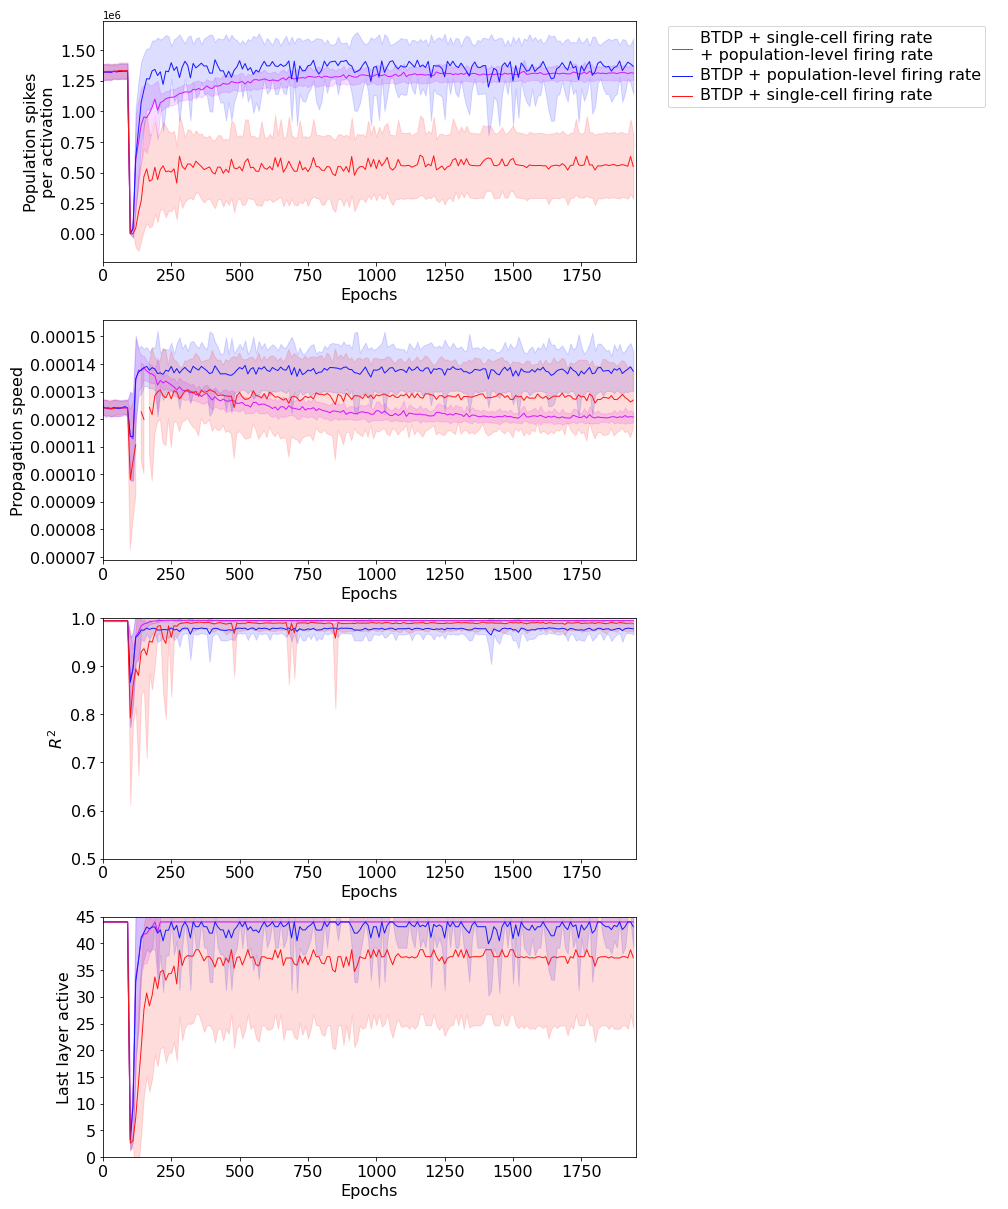 1e6
1.50
1.25
1.00
0.75
0.50
0.25
0.00
Population spikes
per activation
0 250 500 750 1000 1250 1500 1750
Epochs
BTDP + single-cell firing rate
+ population-level firing rate
BTDP + population-level firing rate
BTDP + single-cell firing rate
0.00015
0.00014
0.00013
0.00012
0.00011
0.00010
0.00009
0.00008
0.00007
Propagation speed
0 250 500 750 1000 1250 1500 1750
Epochs
1.0
0.9
0.8
0.7
0.6
0.5
R²
0 250 500 750 1000 1250 1500 1750
Epochs
45
40
35
30
25
20
15
10
5
0
Last layer active
0 250 500 750 1000 1250 1500 1750
Epochs